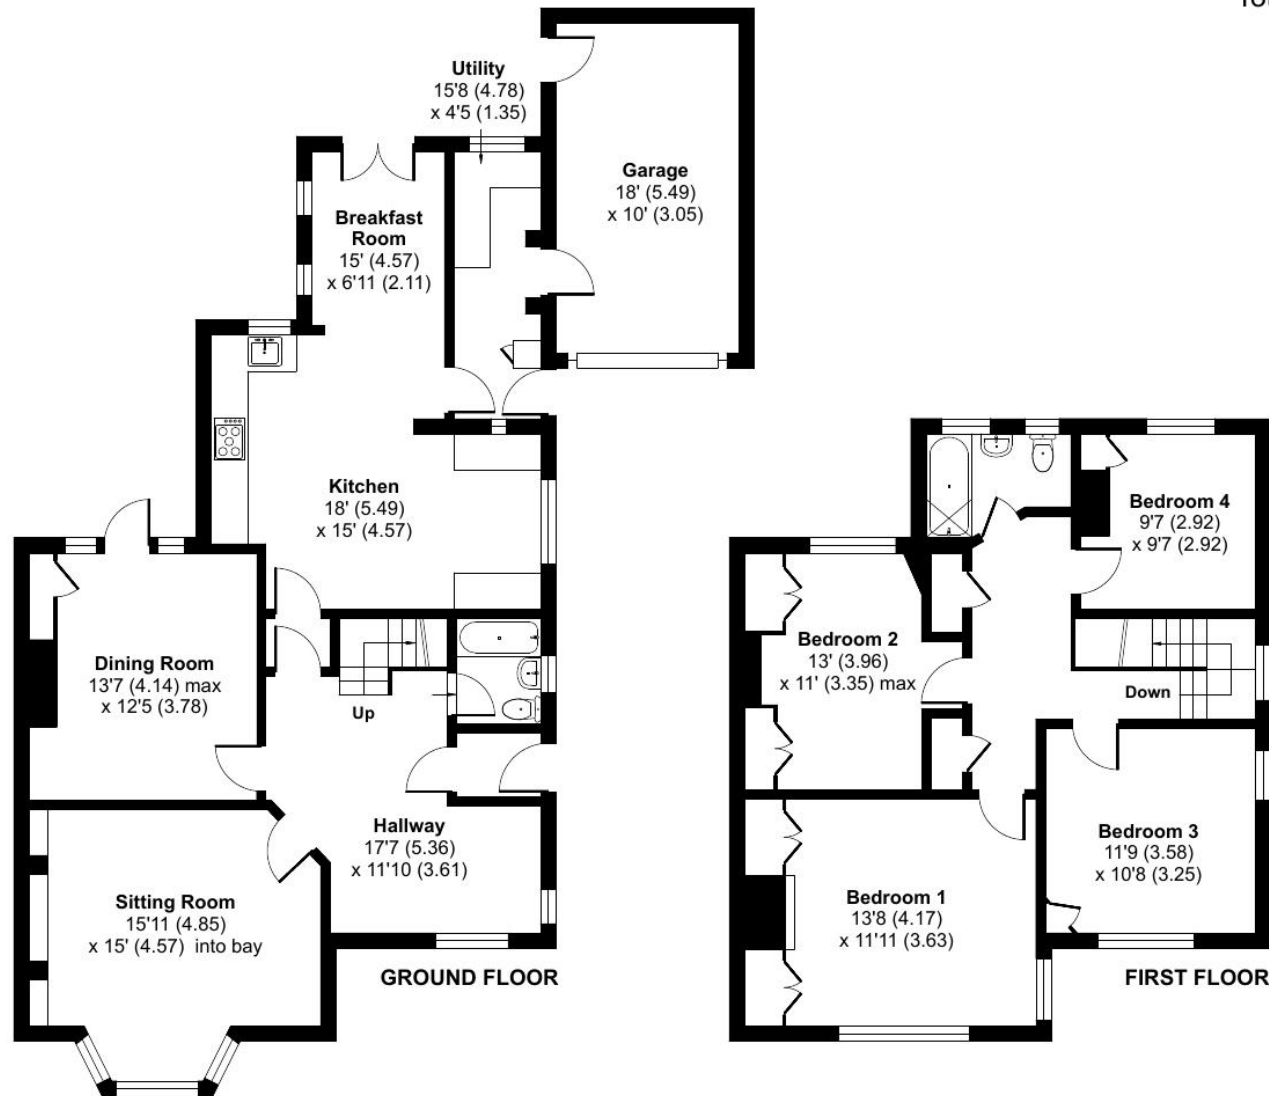 Utility
15'8 (4.78)
x 4'5 (1.35)
Garage
18' (5.49)
x 10' (3.05)
Breakfast
Room
15' (4.57)
x 6'11 (2.11)
Kitchen
18' (5.49)
x 15' (4.57)
Dining Room
13'7 (4.14) max
x 12'5 (3.78)
Up
Hallway
17'7 (5.36)
x 11'10 (3.61)
Sitting Room
15'11 (4.85)
x 15' (4.57) into bay
GROUND FLOOR
Bedroom 4
9'7 (2.92)
x 9'7 (2.92)
Bedroom 2
13' (3.96)
x 11' (3.35) max
Down
Bedroom 3
11'9 (3.58)
x 10'8 (3.25)
Bedroom 1
13'8 (4.17)
x 11'11 (3.63)
FIRST FLOOR